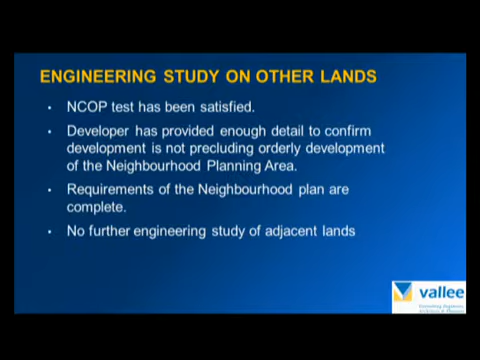 ENGINEERING STUDY ON OTHER LANDS
• NCOP test has been satisfied.
• Developer has provided enough detail to confirm
development is not precluding orderly development
of the Neighbourhood Planning Area.
• Requirements of the Neighbourhood plan are
complete.
• No further engineering study of adjacent lands
vallee